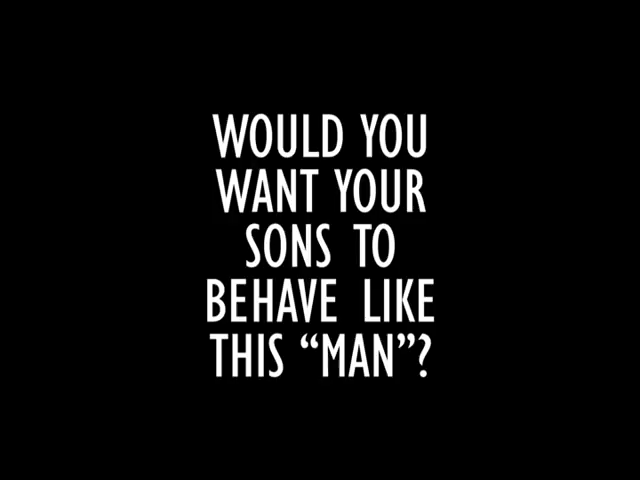 WOULD YOU
WANT YOUR
SONS TO
BEHAVE LIKE
THIS “MAN”?